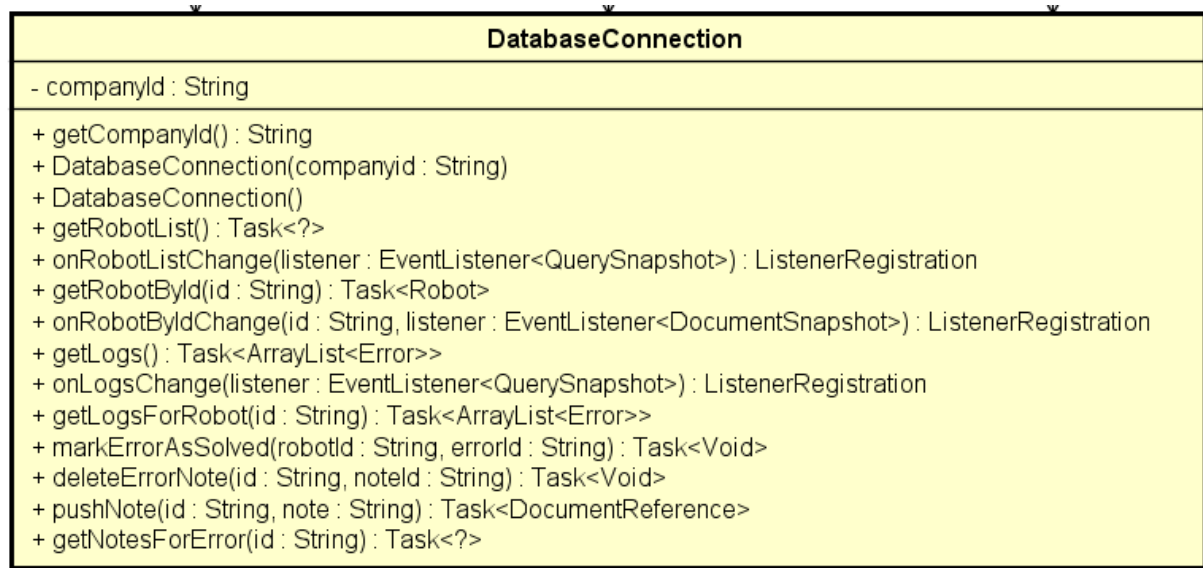 DatabaseConnection
- companyId : String
+ getCompanyId() : String
+ DatabaseConnection(companyid : String)
+ DatabaseConnection()
+ getRobotList() : Task<?>
+ onRobotListChange(listener : EventListener<QuerySnapshot>) : ListenerRegistration
+ getRobotById(id : String) : Task<Robot>
+ onRobotByIdChange(id : String, listener : EventListener<DocumentSnapshot>) : ListenerRegistration
+ getLogs() : Task<ArrayList<Error>>
+ onLogsChange(listener : EventListener<QuerySnapshot>) : ListenerRegistration
+ getLogsForRobot(id : String) : Task<ArrayList<Error>>
+ markErrorAsSolved(robotId : String, errorId : String) : Task<Void>
+ deleteErrorNote(id : String, noteId : String) : Task<Void>
+ pushNote(id : String, note : String) : Task<DocumentReference>
+ getNotesForError(id : String) : Task<?>